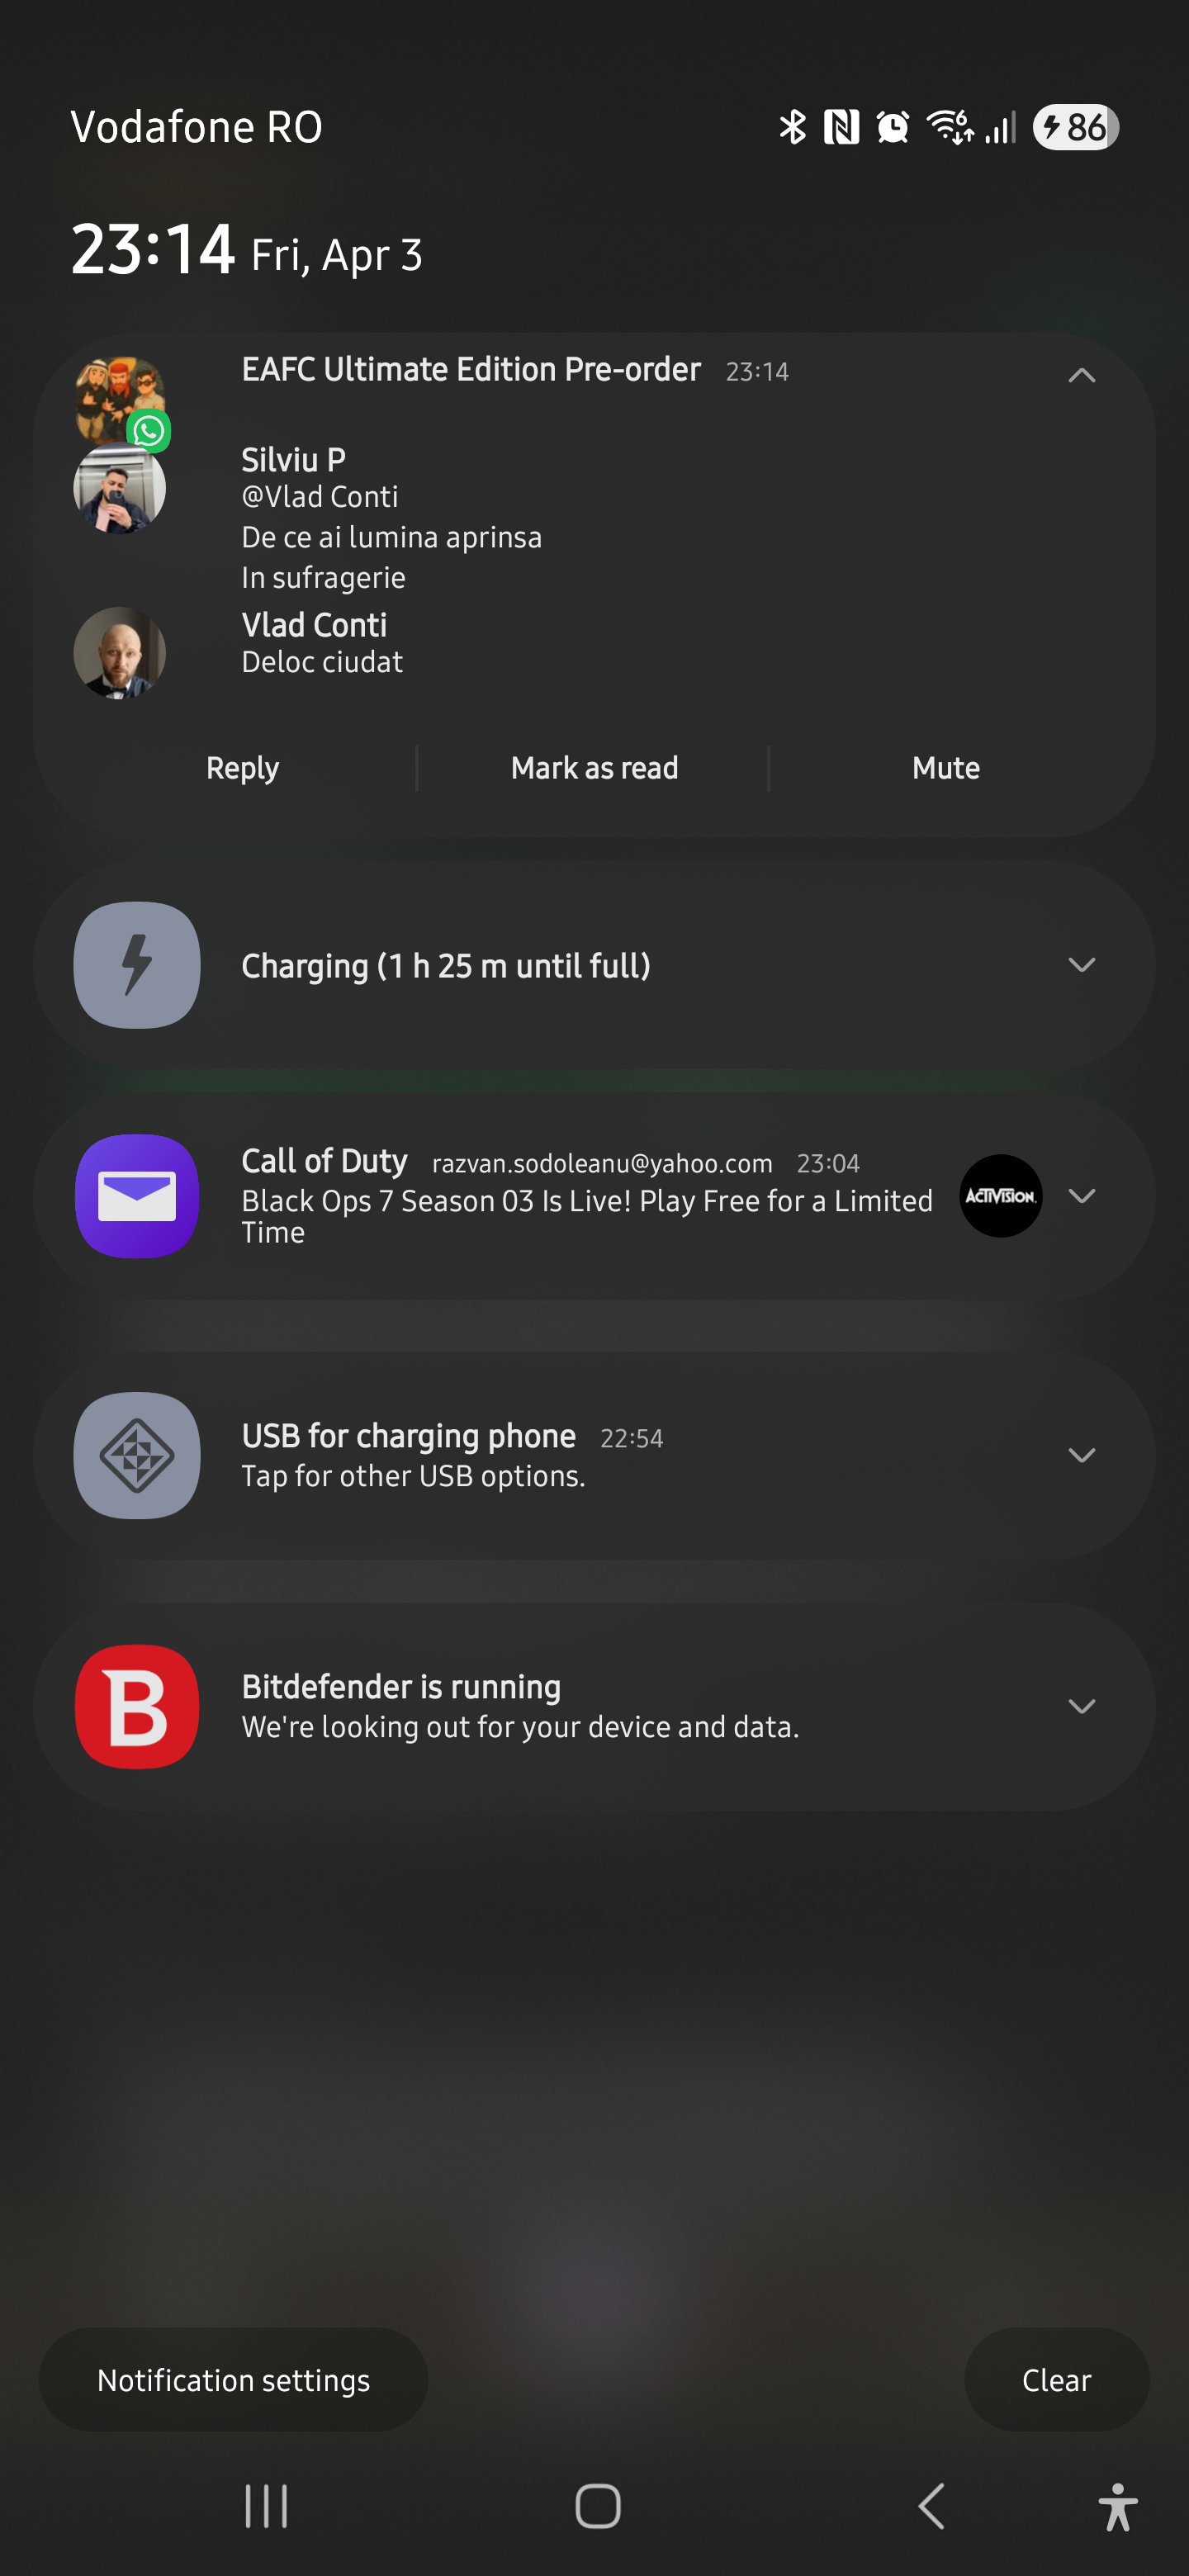 Vodafone RO
6
86
23:14 Fri, Apr 3
EAFC Ultimate Edition Pre-order 23:14
Silviu P
@Vlad Conti
De ce ai lumina aprinsa
In sufragerie
Vlad Conti
Deloc ciudat
Reply
Mark as read
Mute
Charging (1 h 25 m until full)
Call of Duty razvan.sodoleanu@yahoo.com 23:04
Black Ops 7 Season 03 Is Live! Play Free for a Limited
Time
ACTIVISION.
USB for charging phone 22:54
Tap for other USB options.
B
Bitdefender is running
We're looking out for your device and data.
Notification settings
Clear